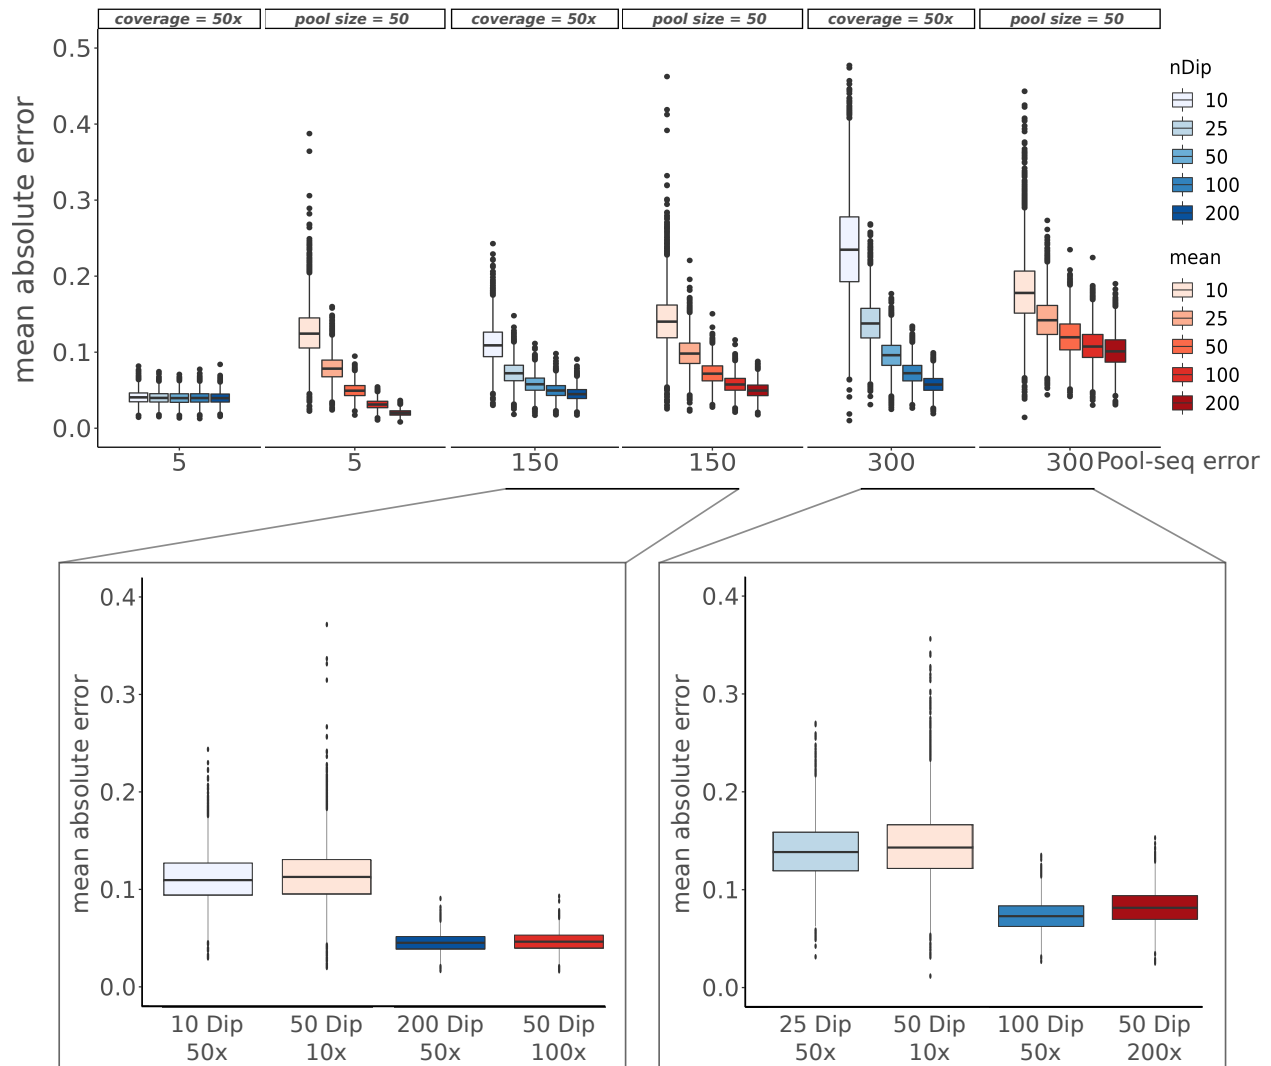 coverage = 50x pool size = 50 coverage = 50x pool size = 50 coverage = 50x pool size = 50
mean absolute error
0.5
0.4
0.3
0.2
0.1
0.0
5 5 150 150 300 300 Pool-seq error
nDip
10
25
50
100
200
mean
10
25
50
100
200
mean absolute error
0.4
0.3
0.2
0.1
0.0
10 Dip 50 Dip 200 Dip 50 Dip
50x 10x 50x 100x
mean absolute error
0.4
0.3
0.2
0.1
0.0
25 Dip 50 Dip 100 Dip 50 Dip
50x 10x 50x 200x